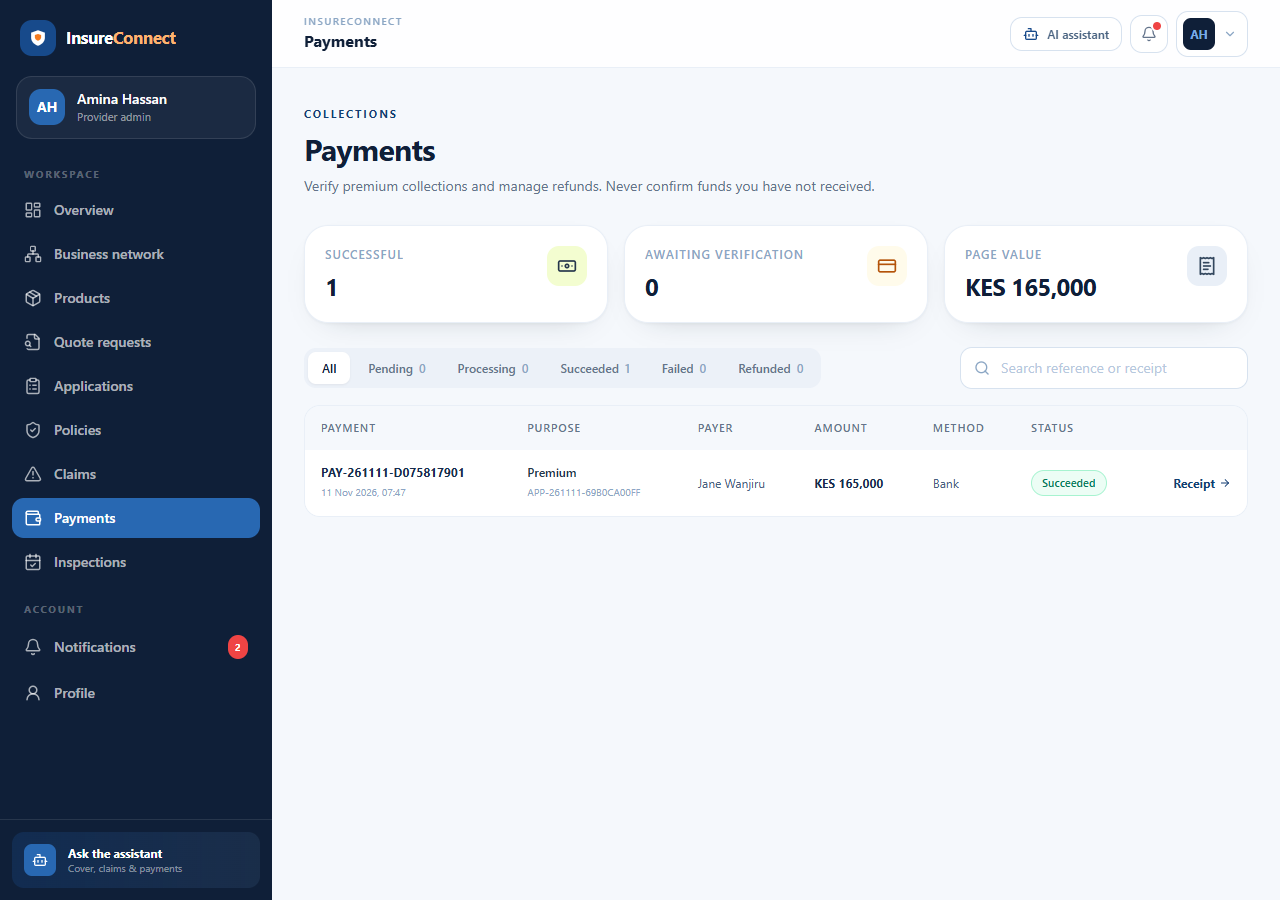 InsureConnect
AH
Amina Hassan
Provider admin
WORKSPACE
Overview
Business network
Products
Quote requests
Applications
Policies
Claims
Payments
Inspections
ACCOUNT
Notifications 2
Profile
Ask the assistant
Cover, claims & payments
INSURECONNECT
Payments
AI assistant
AH
COLLECTIONS
Payments
Verify premium collections and manage refunds. Never confirm funds you have not received.
SUCCESSFUL
1
AWAITING VERIFICATION
0
PAGE VALUE
KES 165,000
All Pending 0 Processing 0 Succeeded 1 Failed 0 Refunded 0
Search reference or receipt
PAYMENT PURPOSE PAYER AMOUNT METHOD STATUS
PAY-261111-D075817901 Premium Jane Wanjiru KES 165,000 Bank Succeeded Receipt →
11 Nov 2026, 07:47 APP-261111-69B0CA00FF